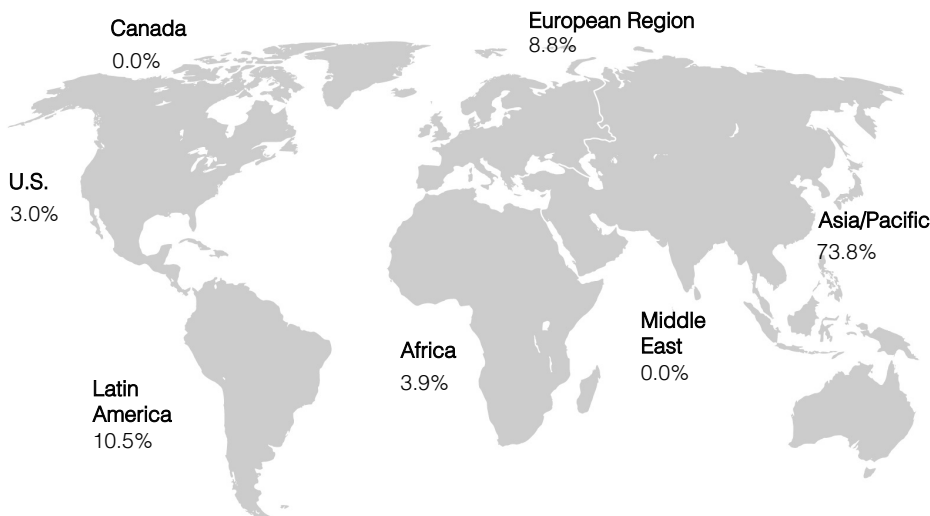 Canada
0.0%
European Region
8.8%
U.S.
3.0%
Asia/Pacific
73.8%
Middle
East
0.0%
Africa
3.9%
Latin
America
10.5%